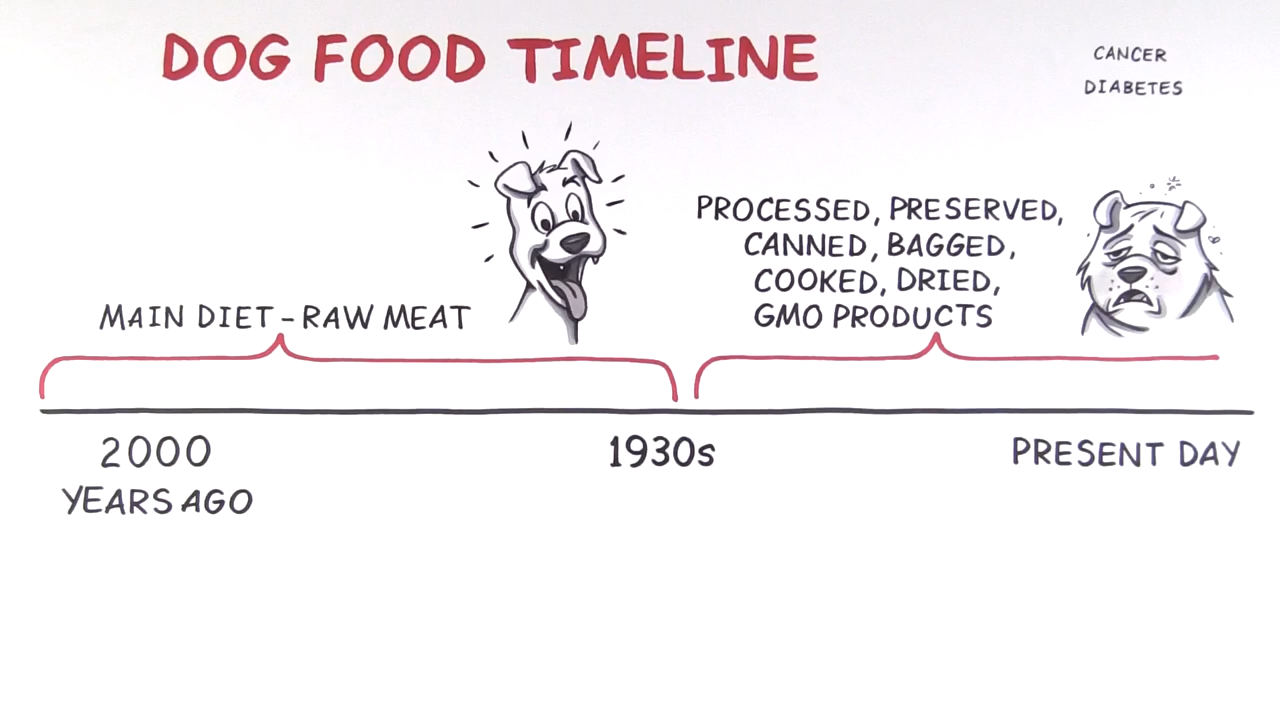 DOG FOOD TIMELINE
CANCER
DIABETES
PROCESSED, PRESERVED,
CANNED, BAGGED,
COOKED, DRIED,
GMO PRODUCTS
MAIN DIET - RAW MEAT
2000
YEARS AGO
1930s
PRESENT DAY